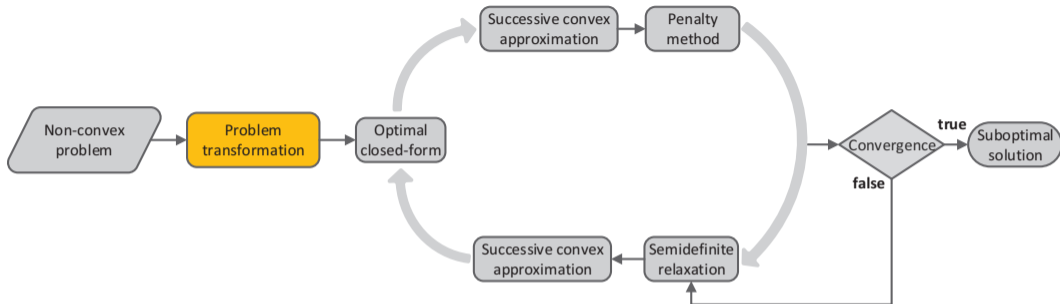 Non-convex
problem
Problem
transformation
Optimal
closed-form
Successive convex
approximation
Penalty
method
Semidefinite
relaxation
Successive convex
approximation
Convergence
true
false
Suboptimal
solution